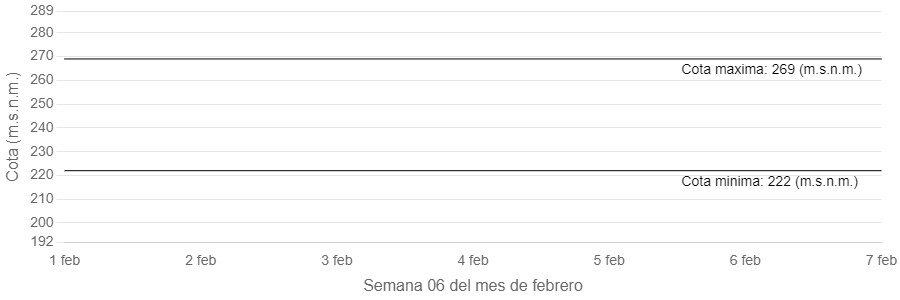 289
280
270
Cota maxima: 269 (m.s.n.m.)
260
250
240
230
220
Cota minima: 222 (m.s.n.m.)
210
200
192
Cota (m.s.n.m.)
1 feb 2 feb 3 feb 4 feb 5 feb 6 feb 7 feb
Semana 06 del mes de febrero